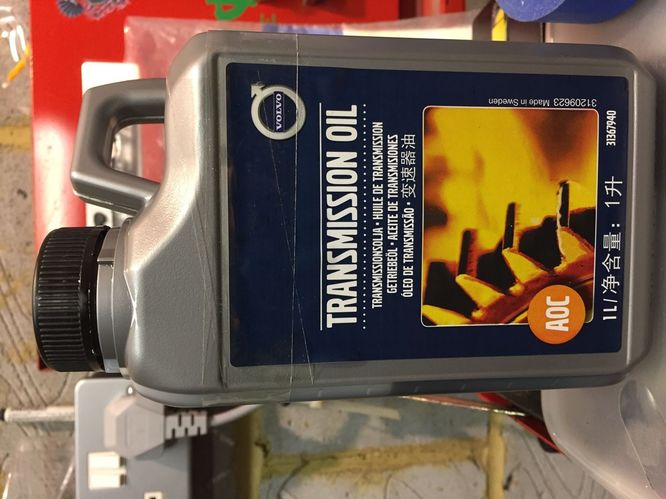 VOLVO
TRANSMISSION OIL
TRANSMISSIONSOLJA • HUILE DE TRANSMISSION
GETRIEBEÖL • ACEITE DE TRANSMISIONES
ÓLEO DE TRANSMISSÃO • 变速器油
AOC
31209623 Made in Sweden
1L/净含量：1升 31367940